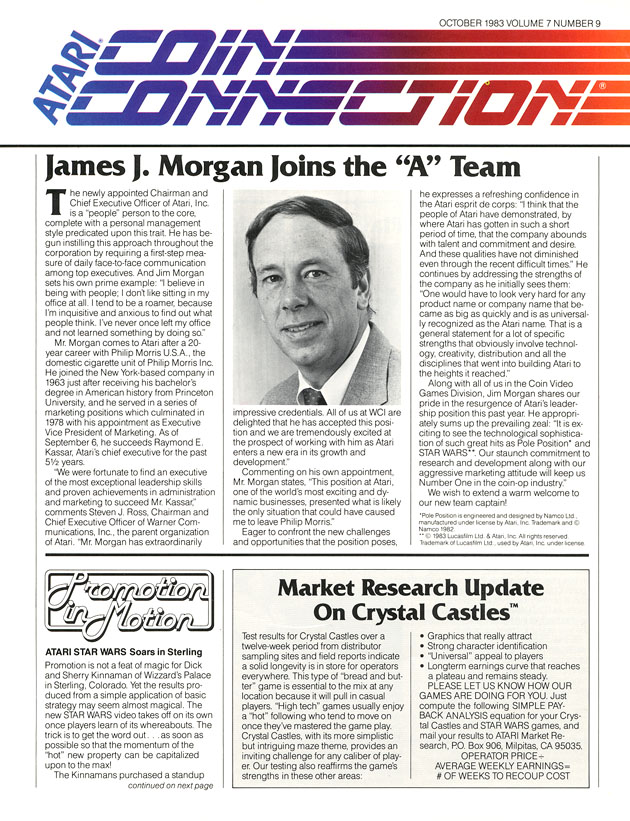 OCTOBER 1983 VOLUME 7 NUMBER 9
ATARI® COIN
CONNECTION®
James J. Morgan Joins the “A” Team
The newly appointed Chairman and
Chief Executive Officer of Atari, Inc.
is a “people” person to the core,
complete with a personal management
style predicated upon this trait. He has be-
gun instilling this approach throughout the
corporation by requiring a first-step mea-
sure of daily face-to-face communication
among top executives. And Jim Morgan
sets his own prime example: “I believe in
being with people; I don’t like sitting in my
office at all. I tend to be a roamer, because
I’m inquisitive and anxious to find out what
people think. I’ve never once left my office
and not learned something by doing so.”
Mr. Morgan comes to Atari after a 20-
year career with Philip Morris U.S.A., the
domestic cigarette unit of Philip Morris Inc.
He joined the New York-based company in
1963 just after receiving his bachelor’s
degree in American history from Princeton
University, and he served in a series of
marketing positions which culminated in
1978 with his appointment as Executive
Vice President of Marketing. As of
September 6, he succeeds Raymond E.
Kassar, Atari’s chief executive for the past
5½ years.
“We were fortunate to find an executive
of the most exceptional leadership skills
and proven achievements in administration
and marketing to succeed Mr. Kassar,”
comments Steven J. Ross, Chairman and
Chief Executive Officer of Warner Com-
munications, Inc., the parent organization
of Atari. “Mr. Morgan has extraordinarily
impressive credentials. All of us at WCI are
delighted that he has accepted this posi-
tion and we are tremendously excited at
the prospect of working with him as Atari
enters a new era in its growth and
development.”
Commenting on his own appointment,
Mr. Morgan states, “This position at Atari,
one of the world’s most exciting and dy-
namic businesses, presented what is likely
the only situation that could have caused
me to leave Philip Morris.”
Eager to confront the new challenges
and opportunities that the position poses,
he expresses a refreshing confidence in
the Atari esprit de corps: “I think that the
people of Atari have demonstrated, by
where Atari has gotten in such a short
period of time, that the company abounds
with talent and commitment and desire.
And these qualities have not diminished
even through the recent difficult times.” He
continues by addressing the strengths of
the company as he initially sees them:
“One would have to look very hard for any
product name or company name that be-
came as big as quickly and is as universal-
ly recognized as the Atari name. That is a
general statement for a lot of specific
strengths that obviously involve technol-
ogy, creativity, distribution and all the
disciplines that went into building Atari to
the heights it reached.”
Along with all of us in the Coin Video
Games Division, Jim Morgan shares our
pride in the resurgence of Atari’s leader-
ship position this past year. He appropri-
ately sums up the prevailing zeal: “It is ex-
citing to see the technological sophistica-
tion of such great hits as Pole Position* and
STAR WARS**. Our staunch commitment to
research and development along with our
aggressive marketing attitude will keep us
Number One in the coin-op industry.”
We wish to extend a warm welcome to
our new team captain!
*Pole Position is engineered and designed by Namco Ltd.,
manufactured under license by Atari, Inc. Trademark and ©
Namco 1982.
** © 1983 Lucasfilm Ltd. & Atari, Inc. All rights reserved.
Trademark of Lucasfilm Ltd., used by Atari, Inc. under license.
Promotion
in Motion
ATARI STAR WARS Soars in Sterling
Promotion is not a feat of magic for Dick
and Sherry Kinnaman of Wizzard’s Palace
in Sterling, Colorado. Yet the results pro-
duced from a simple application of basic
strategy may seem almost magical. The
new STAR WARS video takes off on its own
once players learn of its whereabouts. The
trick is to get the word out . . . as soon as
possible so that the momentum of the
“hot” new property can be capitalized
upon to the max!
The Kinnamans purchased a standup
continued on next page
Market Research Update
On Crystal Castles™
Test results for Crystal Castles over a
twelve-week period from distributor
sampling sites and field reports indicate
a solid longevity is in store for operators
everywhere. This type of “bread and but-
ter” game is essential to the mix at any
location because it will pull in casual
players. “High tech” games usually enjoy
a “hot” following who tend to move on
once they’ve mastered the game play.
Crystal Castles, with its more simplistic
but intriguing maze theme, provides an
inviting challenge for any caliber of play-
er. Our testing also reaffirms the game’s
strengths in these other areas:
• Graphics that really attract
• Strong character identification
• “Universal” appeal to players
• Longterm earnings curve that reaches
a plateau and remains steady.
PLEASE LET US KNOW HOW OUR
GAMES ARE DOING FOR YOU. Just
compute the following SIMPLE PAY-
BACK ANALYSIS equation for your Crys-
tal Castles and STAR WARS games, and
mail your results to ATARI Market Re-
search, P.O. Box 906, Milpitas, CA 95035.
OPERATOR PRICE÷
AVERAGE WEEKLY EARNINGS=
# OF WEEKS TO RECOUP COST